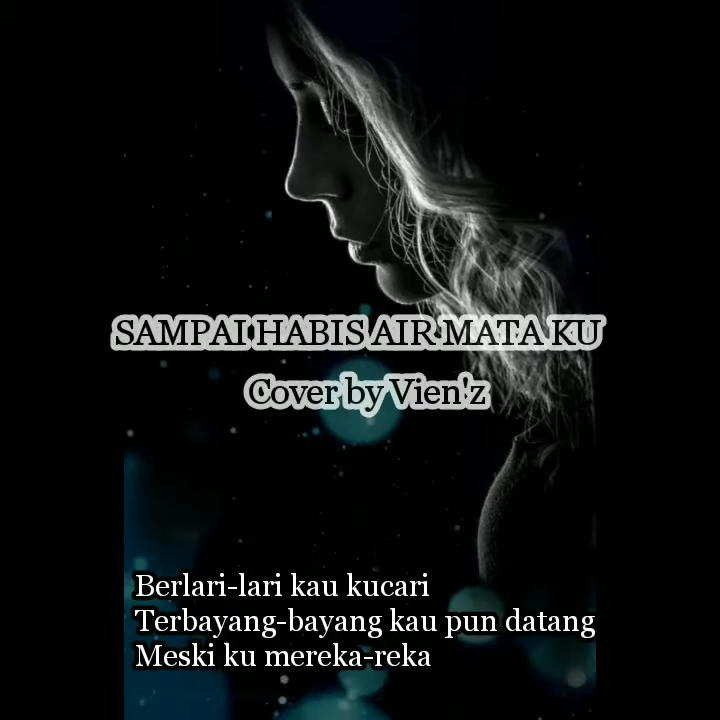 SAMPAI HABIS AIR MATA KU
Cover by Vien'z
Berlari-lari kau kucari
Terbayang-bayang kau pun datang
Meski ku mereka-reka